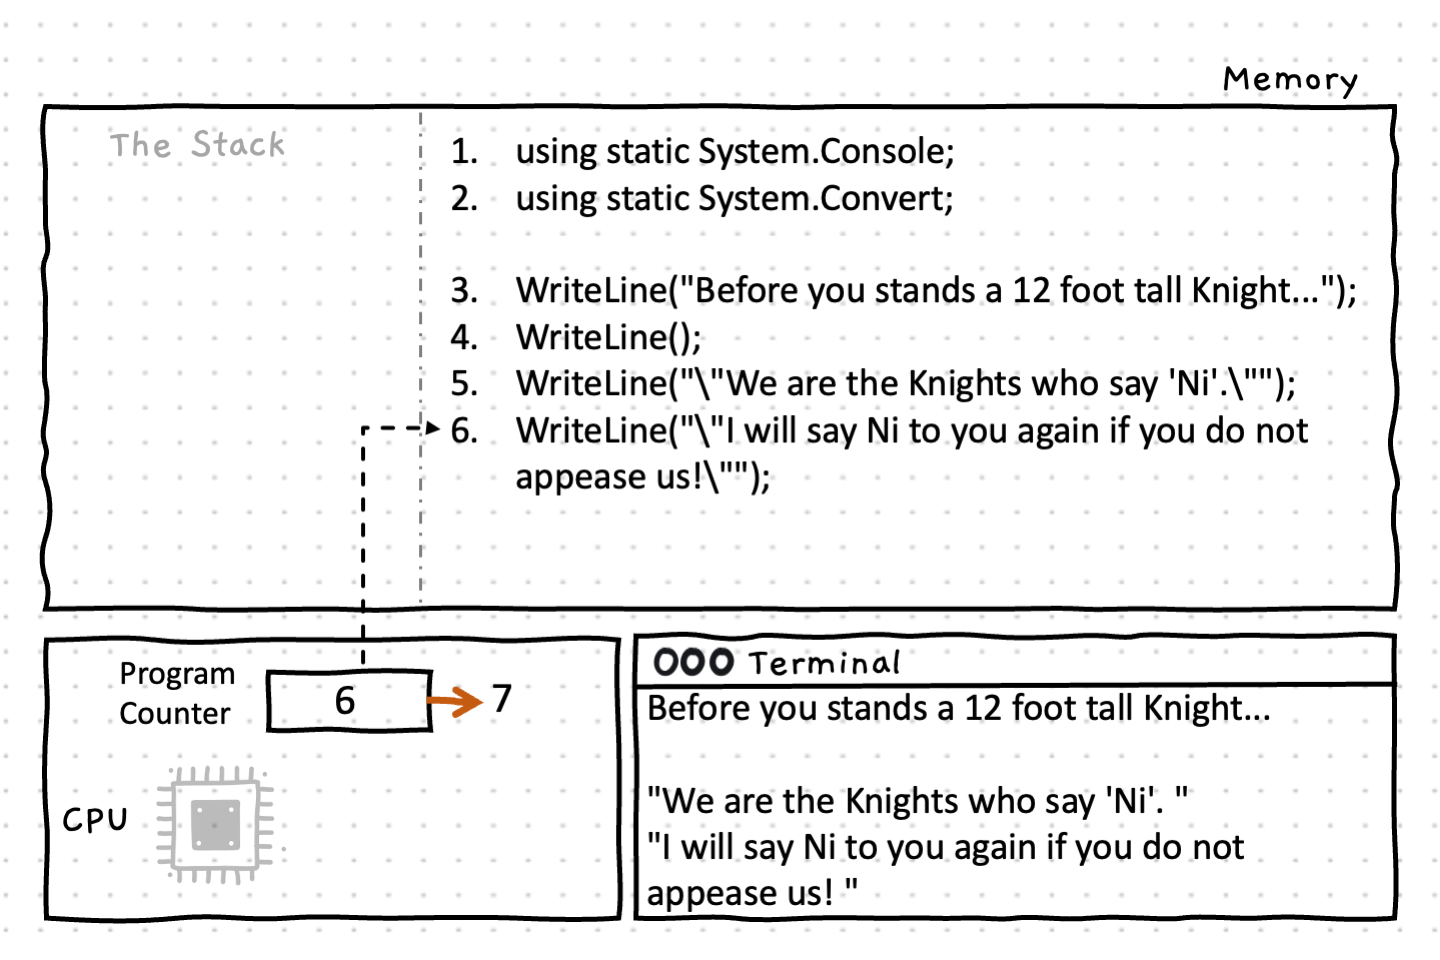 Memory
The Stack
1. using static System.Console;
2. using static System.Convert;
3. WriteLine("Before you stands a 12 foot tall Knight...");
4. WriteLine();
5. WriteLine("\"We are the Knights who say 'Ni'.\"");
6. WriteLine("\"I will say Ni to you again if you do not
appease us!\"");
Program
Counter
6
7
CPU
Terminal
Before you stands a 12 foot tall Knight...
"We are the Knights who say 'Ni'. "
"I will say Ni to you again if you do not
appease us! "